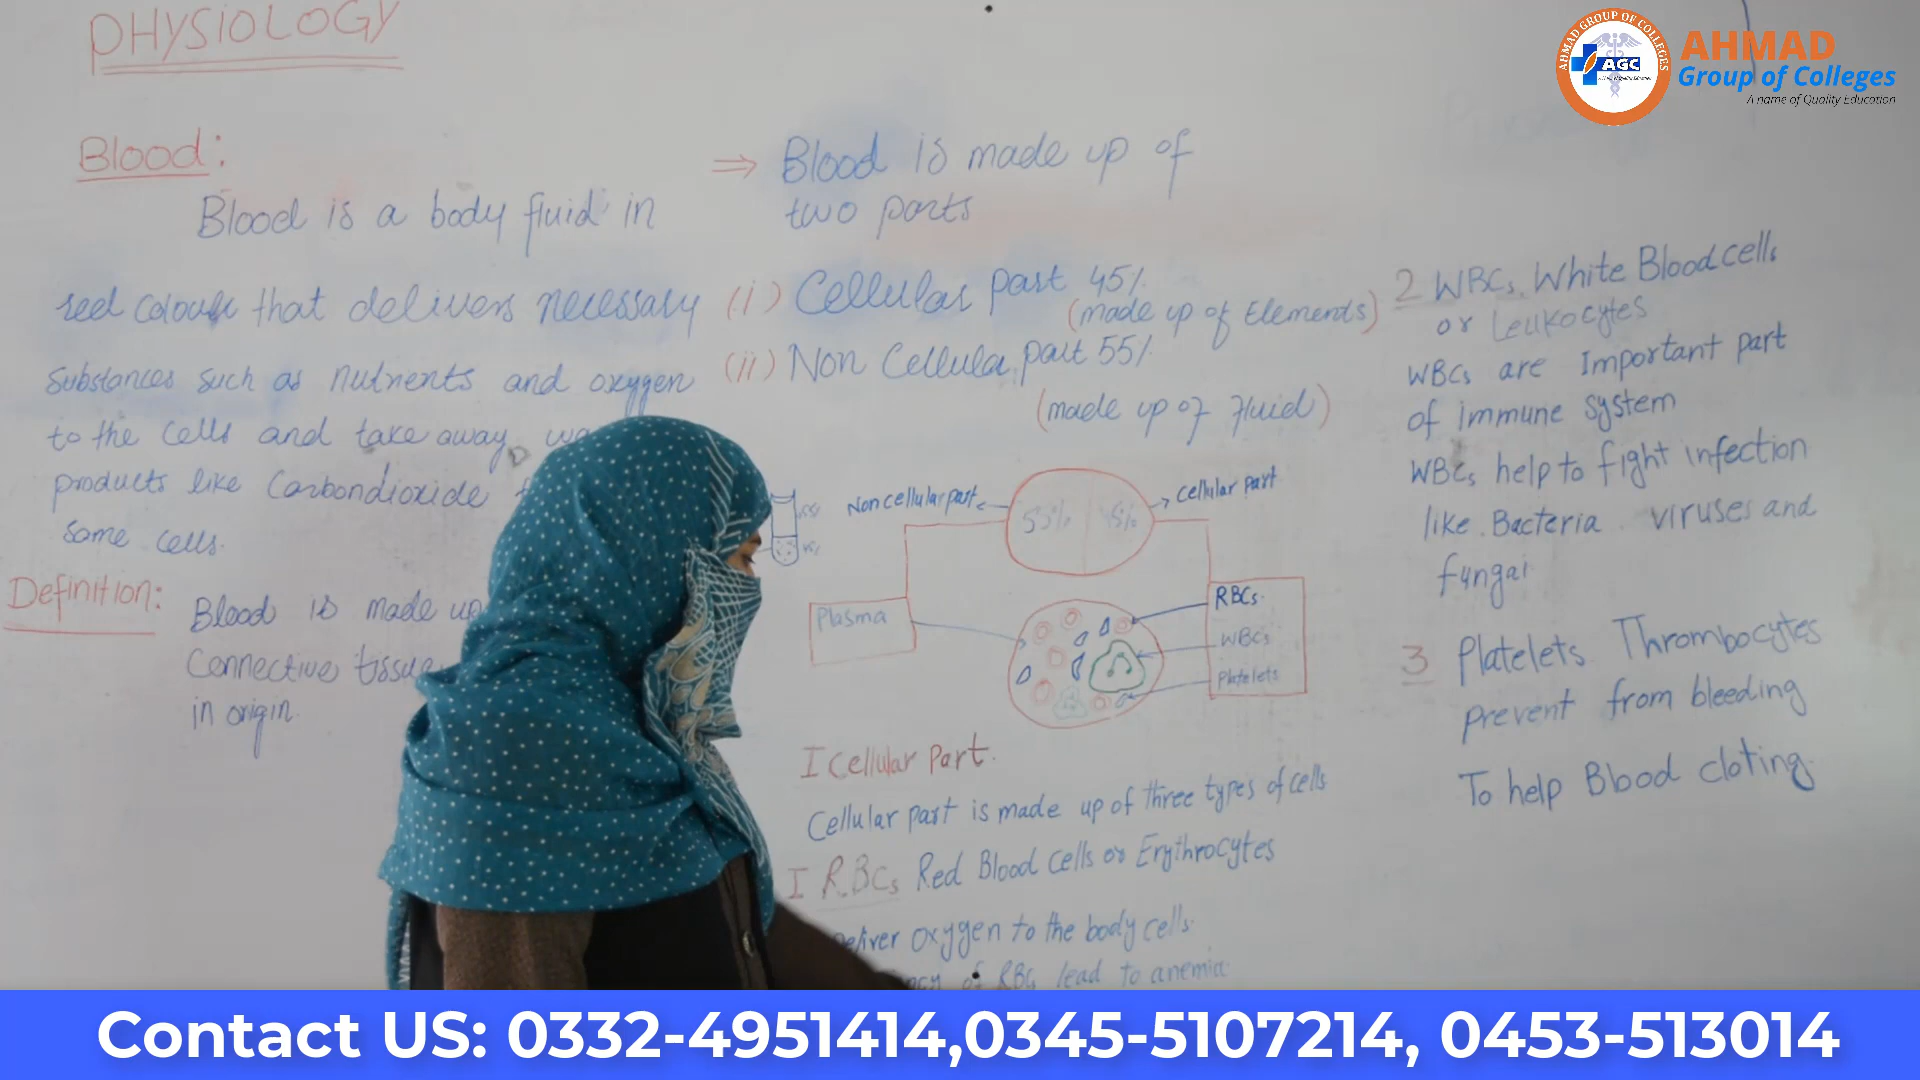 PHYSIOLOGY
Blood:
Blood is a body fluid in
red colour that delivers necessary
substances such as nutrients and oxygen
to the cells and take away
products like Carbondioxide
some cells.
Definition:
Blood is made up
Connective tissue
in origin.
⇒ Blood is made up of
two parts
(i) Cellular part 45%
(made up of Elements)
(ii) Non Cellular part 55%
(made up of fluid)
Non cellular part
55%
45%
Cellular part
Plasma
RBCs
WBCs
Platelets
I Cellular Part.
Cellular part is made up of three types of cells
I RBCs Red Blood Cells or Erythrocytes
Deliver oxygen to the body cells.
of RBCs lead to anemia.
2 WBCs. White Blood cells
or Leukocytes
WBCs are Important part
of immune system
WBCs help to fight infection
like Bacteria viruses and
fungai
3 Platelets Thrombocytes
prevent from bleeding
To help Blood cloting.
AHMAD GROUP OF COLLEGES
AGC
AHMAD
Group of Colleges
A name of Quality Education
Contact US: 0332-4951414,0345-5107214, 0453-513014